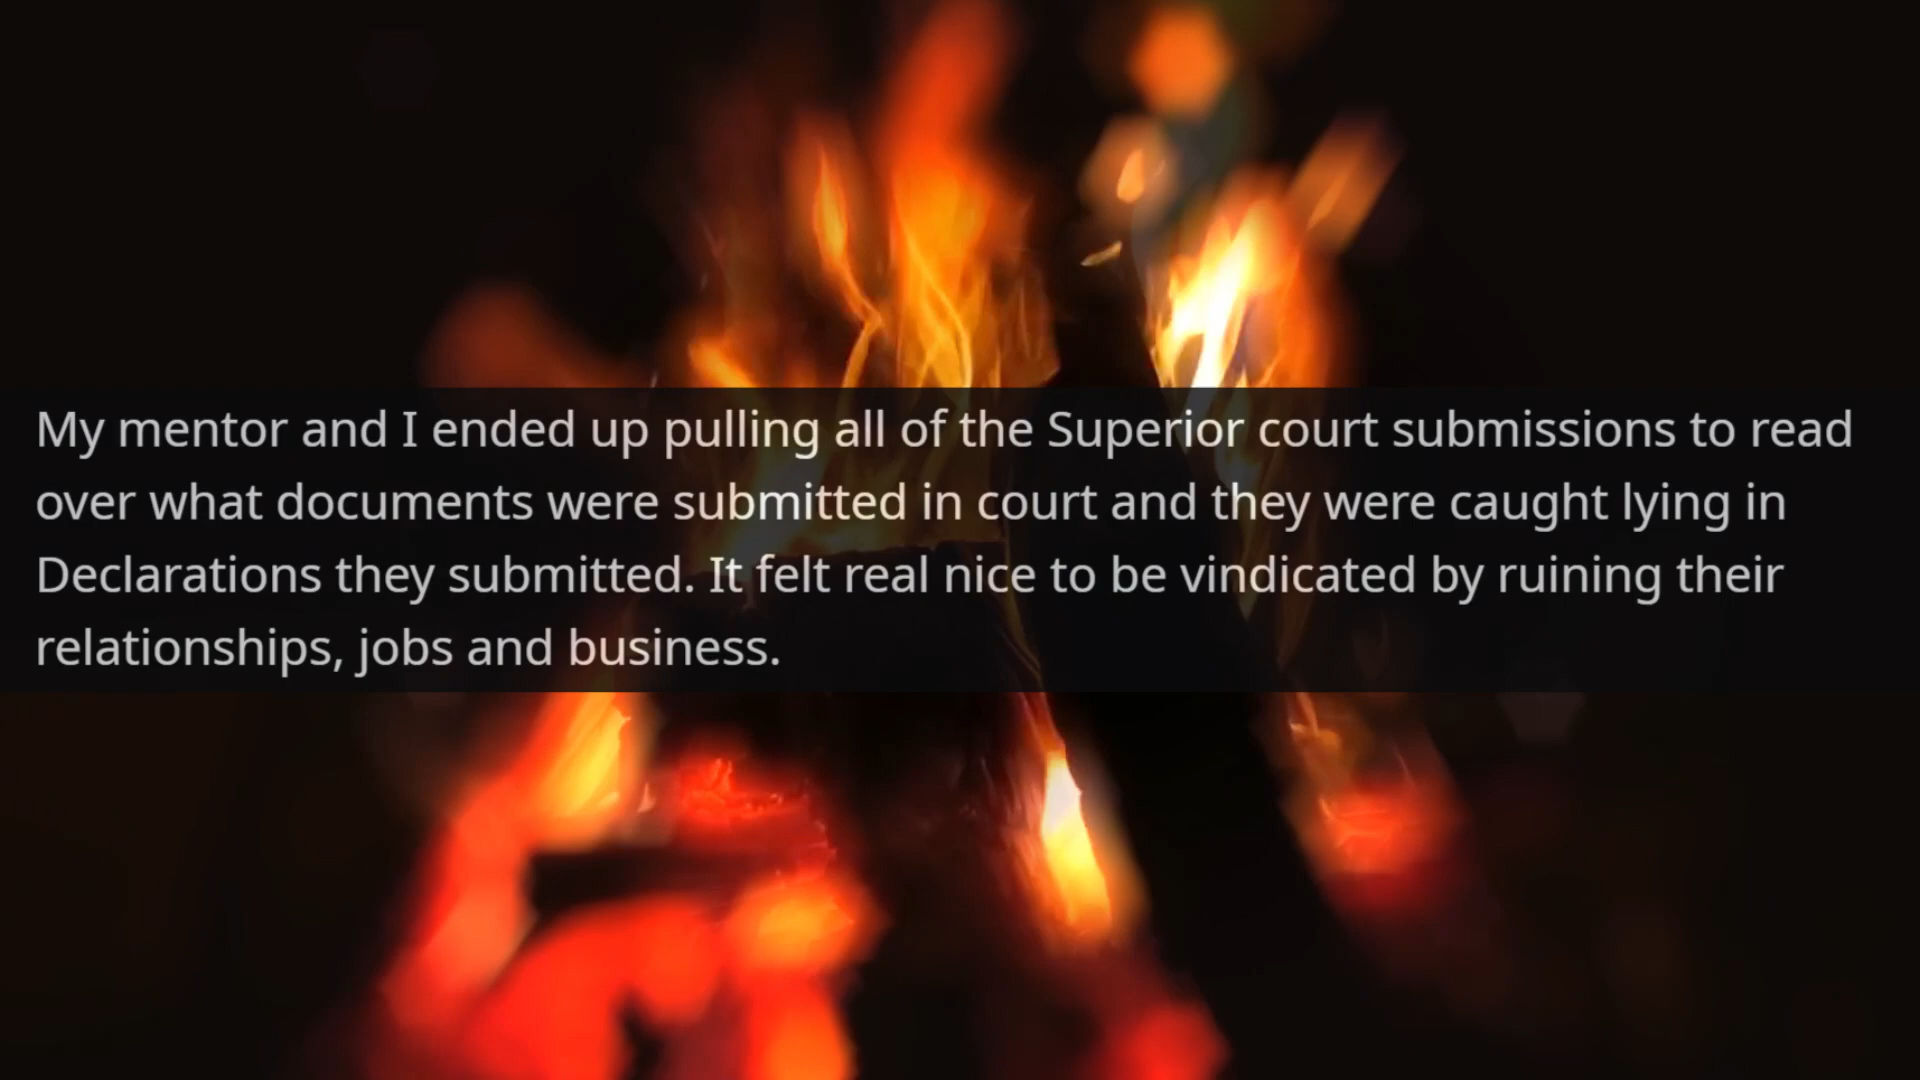 My mentor and I ended up pulling all of the Superior court submissions to read
over what documents were submitted in court and they were caught lying in
Declarations they submitted. It felt real nice to be vindicated by ruining their
relationships, jobs and business.